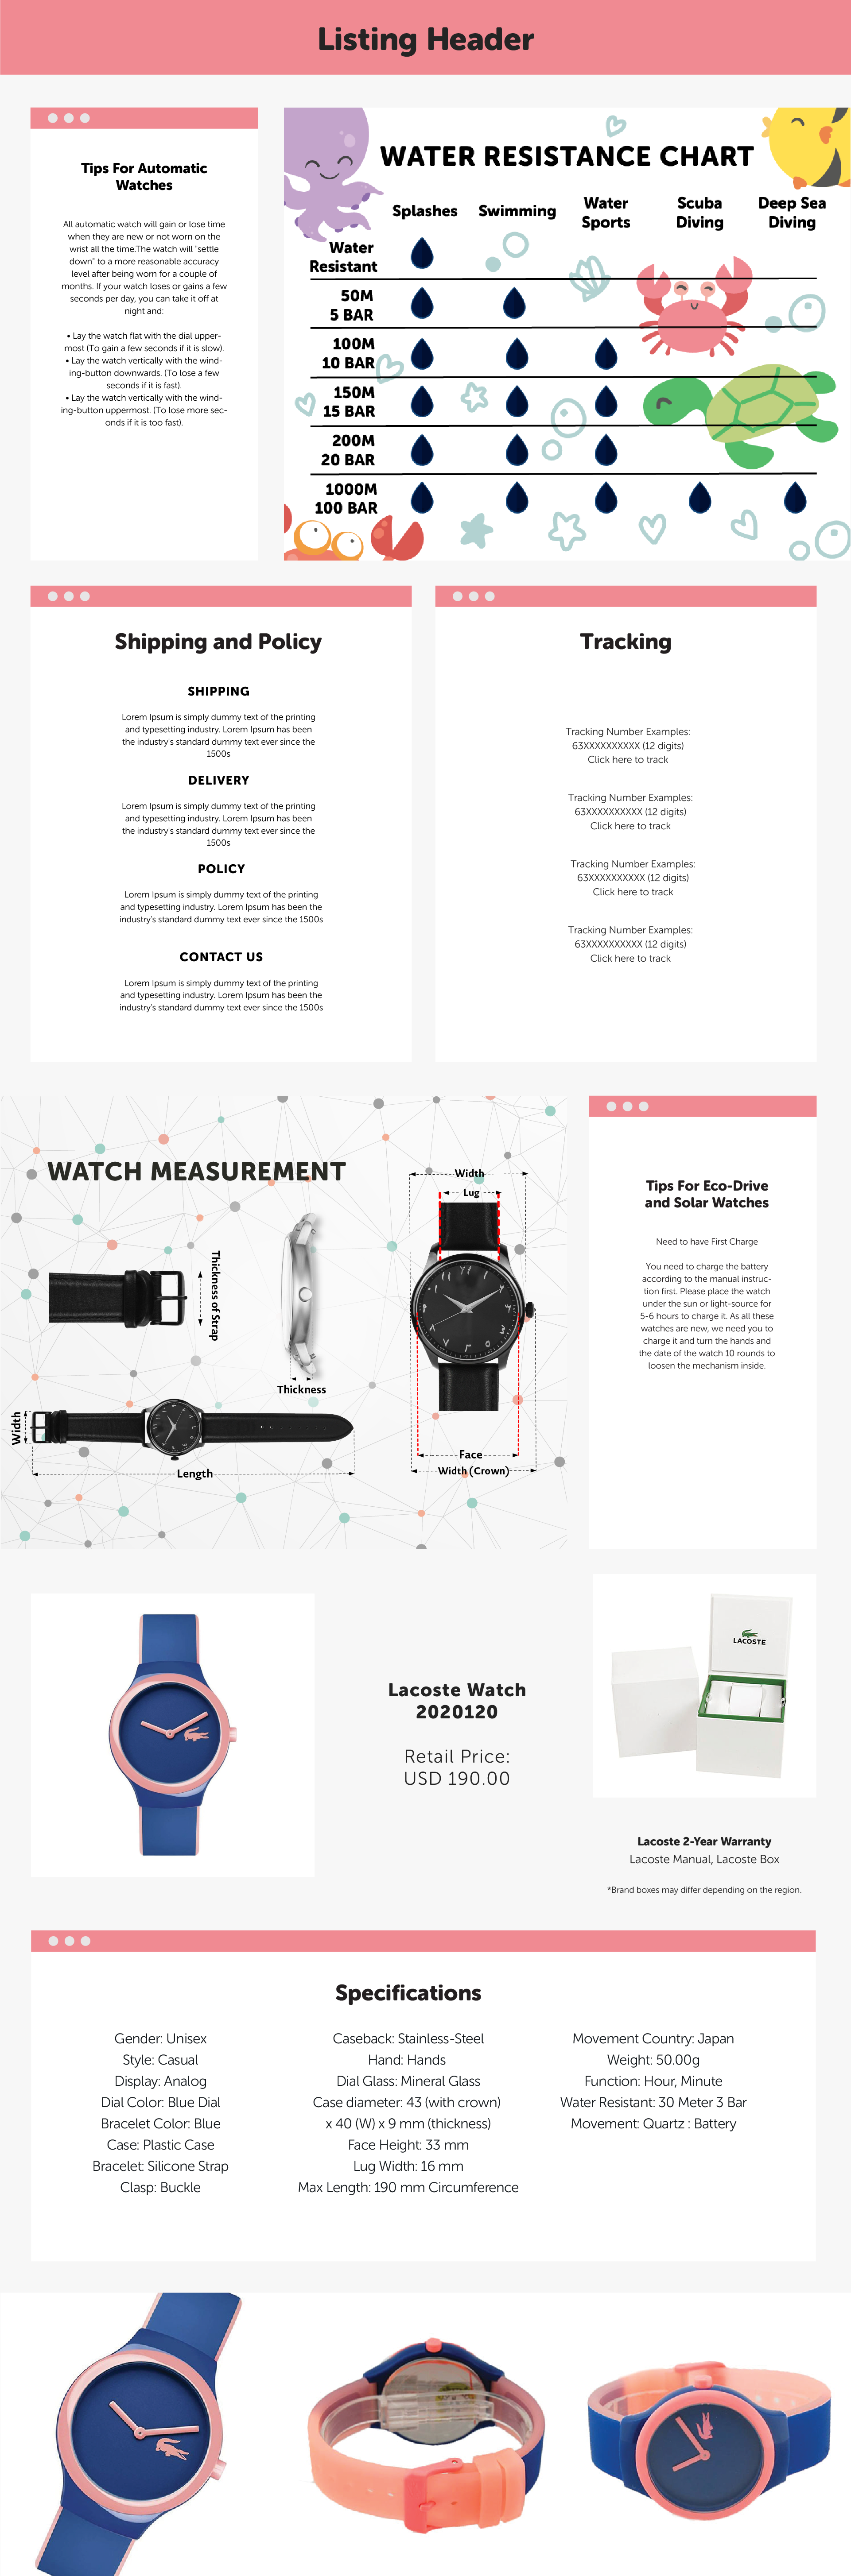 Listing Header
Tips For Automatic
Watches
All automatic watch will gain or lose time
when they are new or not worn on the
wrist all the time.The watch will "settle
down" to a more reasonable accuracy
level after being worn for a couple of
months. If your watch loses or gains a few
seconds per day, you can take it off at
night and:
• Lay the watch flat with the dial upper-
most (To gain a few seconds if it is slow).
• Lay the watch vertically with the wind-
ing-button downwards. (To lose a few
seconds if it is fast).
• Lay the watch vertically with the wind-
ing-button uppermost. (To lose more sec-
onds if it is too fast).
WATER RESISTANCE CHART
Splashes Swimming Water Sports Scuba Diving Deep Sea Diving
Water
Resistant
50M
5 BAR
100M
10 BAR
150M
15 BAR
200M
20 BAR
1000M
100 BAR
Shipping and Policy
SHIPPING
Lorem Ipsum is simply dummy text of the printing
and typesetting industry. Lorem Ipsum has been
the industry's standard dummy text ever since the
1500s
DELIVERY
Lorem Ipsum is simply dummy text of the printing
and typesetting industry. Lorem Ipsum has been
the industry's standard dummy text ever since the
1500s
POLICY
Lorem Ipsum is simply dummy text of the printing
and typesetting industry. Lorem Ipsum has been the
industry's standard dummy text ever since the 1500s
CONTACT US
Lorem Ipsum is simply dummy text of the printing
and typesetting industry. Lorem Ipsum has been the
industry's standard dummy text ever since the 1500s
Tracking
Tracking Number Examples:
63XXXXXXXXXX (12 digits)
Click here to track
Tracking Number Examples:
63XXXXXXXXXX (12 digits)
Click here to track
Tracking Number Examples:
63XXXXXXXXXX (12 digits)
Click here to track
Tracking Number Examples:
63XXXXXXXXXX (12 digits)
Click here to track
WATCH MEASUREMENT
Width
Lug
Thickness of Strap
Thickness
Width
Length
Face
Width (Crown)
Tips For Eco-Drive
and Solar Watches
Need to have First Charge
You need to charge the battery
according to the manual instruc-
tion first. Please place the watch
under the sun or light-source for
5-6 hours to charge it. As all these
watches are new, we need you to
charge it and turn the hands and
the date of the watch 10 rounds to
loosen the mechanism inside.
Lacoste Watch
2020120
Retail Price:
USD 190.00
LACOSTE
Lacoste 2-Year Warranty
Lacoste Manual, Lacoste Box
*Brand boxes may differ depending on the region.
Specifications
Gender: Unisex
Style: Casual
Display: Analog
Dial Color: Blue Dial
Bracelet Color: Blue
Case: Plastic Case
Bracelet: Silicone Strap
Clasp: Buckle
Caseback: Stainless-Steel
Hand: Hands
Dial Glass: Mineral Glass
Case diameter: 43 (with crown)
x 40 (W) x 9 mm (thickness)
Face Height: 33 mm
Lug Width: 16 mm
Max Length: 190 mm Circumference
Movement Country: Japan
Weight: 50.00g
Function: Hour, Minute
Water Resistant: 30 Meter 3 Bar
Movement: Quartz : Battery